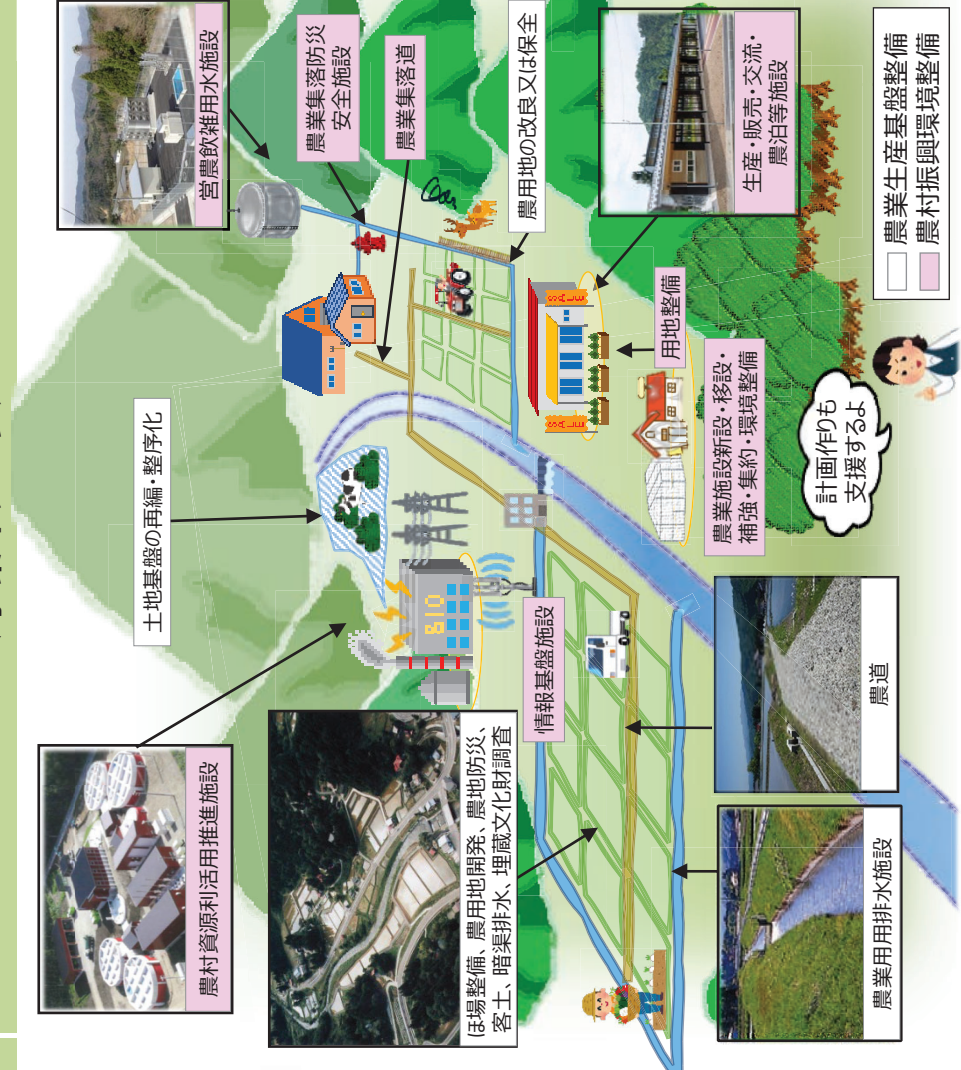 営農飲雑用水施設
農業集落防災
安全施設
農業集落道
農用地の改良又は保全
生産・販売・交流・
農泊等施設
農業生産基盤整備
農村振興環境整備
土地基盤の再編・整序化
用地整備
農業施設新設・移設・
補強・集約・環境整備
計画作りも
支援するよ
農村資源利活用推進施設
BIO
情報基盤施設
ほ場整備、農用地開発、農地防災、
客土、暗渠排水、埋蔵文化財調査
農道
農業用用排水施設